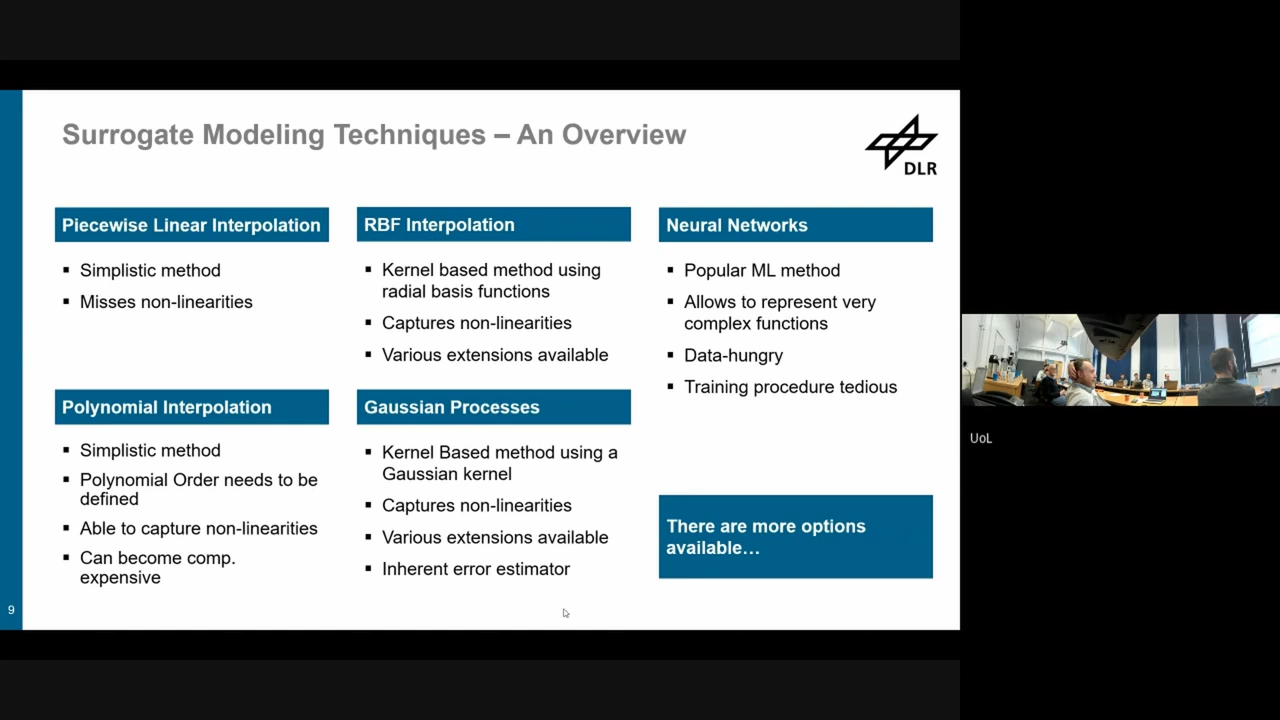 Surrogate Modeling Techniques – An Overview
DLR
Piecewise Linear Interpolation
▪ Simplistic method
▪ Misses non-linearities
Polynomial Interpolation
▪ Simplistic method
▪ Polynomial Order needs to be
defined
▪ Able to capture non-linearities
▪ Can become comp.
expensive
RBF Interpolation
▪ Kernel based method using
radial basis functions
▪ Captures non-linearities
▪ Various extensions available
Gaussian Processes
▪ Kernel Based method using a
Gaussian kernel
▪ Captures non-linearities
▪ Various extensions available
▪ Inherent error estimator
Neural Networks
▪ Popular ML method
▪ Allows to represent very
complex functions
▪ Data-hungry
▪ Training procedure tedious
There are more options
available…
9
UoL